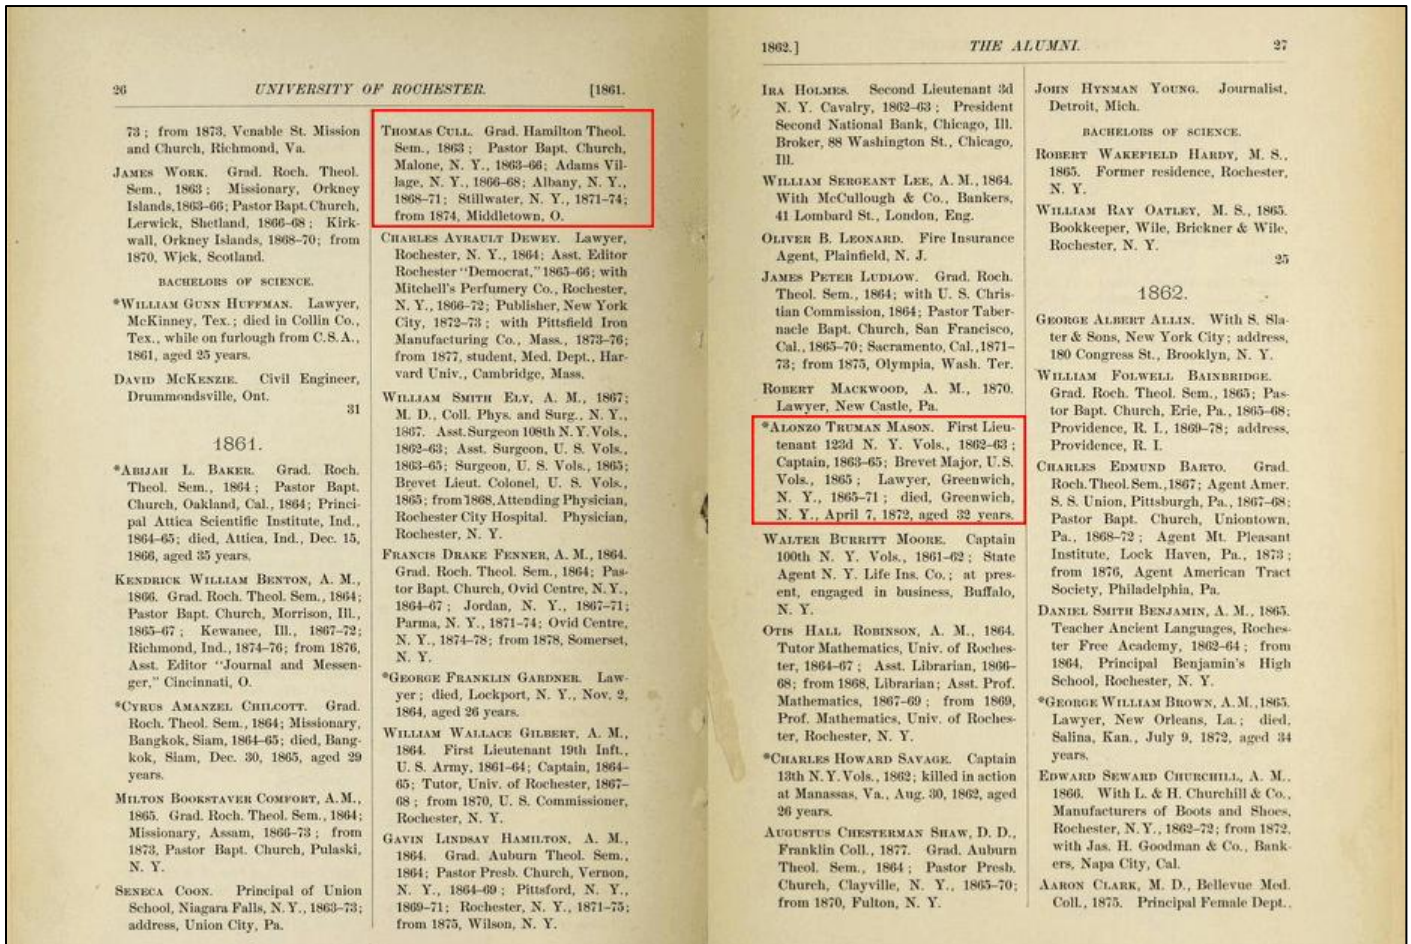 26 UNIVERSITY OF ROCHESTER. [1861.
73; from 1873, Venable St. Mission
and Church, Richmond, Va.
JAMES WORK. Grad. Roch. Theol.
Sem., 1863; Missionary, Orkney
Islands, 1863-66; Pastor Bapt. Church,
Lerwick, Shetland, 1866-68; Kirk-
wall, Orkney Islands, 1868-70; from
1870, Wick, Scotland.
BACHELORS OF SCIENCE.
*WILLIAM GUNN HUFFMAN. Lawyer,
McKinney, Tex.; died in Collin Co.,
Tex., while on furlough from C.S.A.,
1861, aged 25 years.
DAVID MCKENZIE. Civil Engineer,
Drummondsville, Ont.
31
1861.
*ABIJAH L. BAKER. Grad. Roch.
Theol. Sem., 1864; Pastor Bapt.
Church, Oakland, Cal., 1864; Princi-
pal Attica Scientific Institute, Ind.,
1864-65; died, Attica, Ind., Dec. 15,
1866, aged 35 years.
KENDRICK WILLIAM BENTON, A. M.,
1866. Grad. Roch. Theol. Sem., 1864;
Pastor Bapt. Church, Morrison, Ill.,
1865-67; Kewanee, Ill., 1867-72;
Richmond, Ind., 1874-76; from 1876,
Asst. Editor "Journal and Messen-
ger," Cincinnati, O.
*CYRUS AMANZEL CHILCOTT. Grad.
Roch. Theol. Sem., 1864; Missionary,
Bangkok, Siam, 1864-65; died, Bang-
kok, Siam, Dec. 30, 1865, aged 29
years.
MILTON BOOKSTAVER COMFORT, A.M.,
1865. Grad. Roch. Theol. Sem., 1864;
Missionary, Assam, 1866-73; from
1873, Pastor Bapt. Church, Pulaski,
N. Y.
SENECA COON. Principal of Union
School, Niagara Falls, N. Y., 1863-73;
address, Union City, Pa.
THOMAS CULL. Grad. Hamilton Theol.
Sem., 1863; Pastor Bapt. Church,
Malone, N. Y., 1863-66; Adams Vil-
lage, N. Y., 1866-68; Albany, N. Y.,
1868-71; Stillwater, N. Y., 1871-74;
from 1874, Middletown, O.
CHARLES AYRAULT DEWEY. Lawyer,
Rochester, N. Y., 1864; Asst. Editor
Rochester "Democrat," 1865-66; with
Mitchell's Perfumery Co., Rochester,
N. Y., 1866-72; Publisher, New York
City, 1872-73; with Pittsfield Iron
Manufacturing Co., Mass., 1873-76;
from 1877, student, Med. Dept., Har-
vard Univ., Cambridge, Mass.
WILLIAM SMITH ELY, A. M., 1867;
M. D., Coll. Phys. and Surg., N. Y.,
1867. Asst. Surgeon 108th N. Y. Vols.,
1862-63; Asst. Surgeon, U. S. Vols.,
1863-65; Surgeon, U. S. Vols., 1865;
Brevet Lieut. Colonel, U. S. Vols.,
1865; from 1868, Attending Physician,
Rochester City Hospital. Physician,
Rochester, N. Y.
FRANCIS DRAKE FENNER, A. M., 1864.
Grad. Roch. Theol. Sem., 1864; Pas-
tor Bapt. Church, Ovid Centre, N.Y.,
1864-67; Jordan, N. Y., 1867-71;
Parma, N. Y., 1871-74; Ovid Centre,
N. Y., 1874-78; from 1878, Somerset,
N. Y.
*GEORGE FRANKLIN GARDNER. Law-
yer; died, Lockport, N. Y., Nov. 2,
1864, aged 26 years.
WILLIAM WALLACE GILBERT, A. M.,
1864. First Lieutenant 19th Inft.,
U. S. Army, 1861-64; Captain, 1864-
65; Tutor, Univ. of Rochester, 1867-
68; from 1870, U. S. Commissioner,
Rochester, N. Y.
GAVIN LINDSAY HAMILTON, A. M.,
1864. Grad. Auburn Theol. Sem.,
1864; Pastor Presb. Church, Vernon,
N. Y., 1864-69; Pittsford, N. Y.,
1869-71; Rochester, N. Y., 1871-75;
from 1875, Wilson, N. Y.
1862.] THE ALUMNI. 27
IRA HOLMES. Second Lieutenant 3d
N. Y. Cavalry, 1862-63; President
Second National Bank, Chicago, Ill.
Broker, 88 Washington St., Chicago,
Ill.
WILLIAM SERGEANT LEE, A. M., 1864.
With McCullough & Co., Bankers,
41 Lombard St., London, Eng.
OLIVER B. LEONARD. Fire Insurance
Agent, Plainfield, N. J.
JAMES PETER LUDLOW. Grad. Roch.
Theol. Sem., 1864; with U. S. Chris-
tian Commission, 1864; Pastor Taber-
nacle Bapt. Church, San Francisco,
Cal., 1865-70; Sacramento, Cal., 1871-
73; from 1875, Olympia, Wash. Ter.
ROBERT MACKWOOD, A. M., 1870.
Lawyer, New Castle, Pa.
*ALONZO TRUMAN MASON. First Lieu-
tenant 123d N. Y. Vols., 1862-63;
Captain, 1863-65; Brevet Major, U.S.
Vols., 1865; Lawyer, Greenwich,
N. Y., 1865-71; died, Greenwich,
N. Y., April 7, 1872, aged 32 years.
WALTER BURRITT MOORE. Captain
100th N. Y. Vols., 1861-62; State
Agent N. Y. Life Ins. Co.; at pres-
ent, engaged in business, Buffalo,
N. Y.
OTIS HALL ROBINSON, A. M., 1864.
Tutor Mathematics, Univ. of Roches-
ter, 1864-67; Asst. Librarian, 1866-
68; from 1868, Librarian; Asst. Prof.
Mathematics, 1867-69; from 1869,
Prof. Mathematics, Univ. of Roches-
ter, Rochester, N. Y.
*CHARLES HOWARD SAVAGE. Captain
13th N. Y. Vols., 1862; killed in action
at Manassas, Va., Aug. 30, 1862, aged
26 years.
AUGUSTUS CHESTERMAN SHAW, D. D.,
Franklin Coll., 1877. Grad. Auburn
Theol. Sem., 1864; Pastor Presb.
Church, Clayville, N. Y., 1865-70;
from 1870, Fulton, N. Y.
JOHN HYNMAN YOUNG. Journalist,
Detroit, Mich.
BACHELORS OF SCIENCE.
ROBERT WAKEFIELD HARDY, M. S.,
1865. Former residence, Rochester,
N. Y.
WILLIAM RAY OATLEY, M. S., 1865.
Bookkeeper, Wile, Brickner & Wile,
Rochester, N. Y.
25
1862.
GEORGE ALBERT ALLIN. With S. Sla-
ter & Sons, New York City; address,
180 Congress St., Brooklyn, N. Y.
WILLIAM FOLWELL BAINBRIDGE.
Grad. Roch. Theol. Sem., 1865; Pas-
tor Bapt. Church, Erie, Pa., 1865-68;
Providence, R. I., 1869-78; address,
Providence, R. I.
CHARLES EDMUND BARTO. Grad.
Roch. Theol. Sem., 1867; Agent Amer.
S. S. Union, Pittsburgh, Pa., 1867-68;
Pastor Bapt. Church, Uniontown,
Pa., 1868-72; Agent Mt. Pleasant
Institute, Lock Haven, Pa., 1873;
from 1876, Agent American Tract
Society, Philadelphia, Pa.
DANIEL SMITH BENJAMIN, A. M., 1865.
Teacher Ancient Languages, Roches-
ter Free Academy, 1862-64; from
1864, Principal Benjamin's High
School, Rochester, N. Y.
*GEORGE WILLIAM BROWN, A.M., 1865.
Lawyer, New Orleans, La.; died,
Salina, Kan., July 9, 1872, aged 34
years.
EDWARD SEWARD CHURCHILL, A. M.,
1866. With L. & H. Churchill & Co.,
Manufacturers of Boots and Shoes,
Rochester, N. Y., 1862-72; from 1872,
with Jas. H. Goodman & Co., Bank-
ers, Napa City, Cal.
AARON CLARK, M. D., Bellevue Med.
Coll., 1875. Principal Female Dept.,